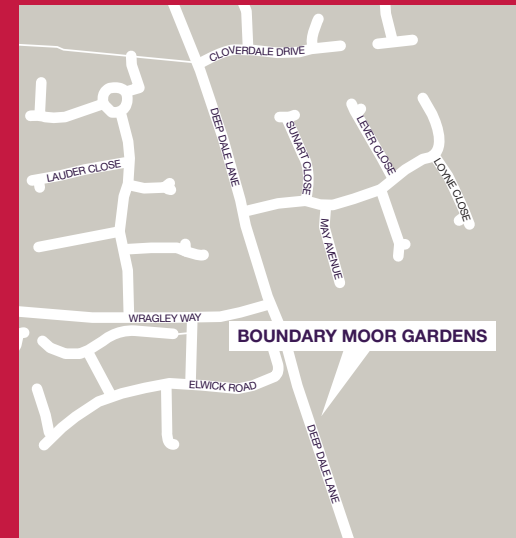 CLOVERDALE DRIVE
DEEP DALE LANE
SUNART CLOSE
LEVER CLOSE
LOYNE CLOSE
LAUDER CLOSE
MAY AVENUE
WRAGLEY WAY
BOUNDARY MOOR GARDENS
ELWICK ROAD
DEEP DALE LANE